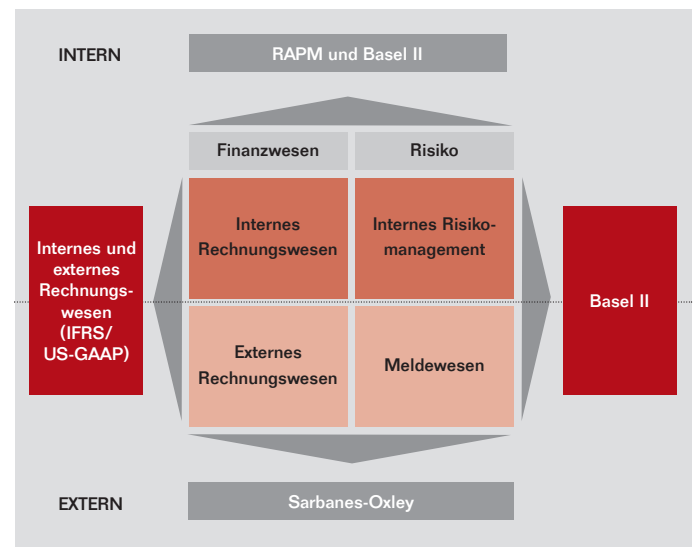 INTERN
RAPM und Basel II
Finanzwesen
Risiko
Internes
Rechnungswesen
Internes Risiko-
management
Internes und
externes
Rechnungs-
wesen
(IFRS/
US-GAAP)
Basel II
Externes
Rechnungswesen
Meldewesen
EXTERN
Sarbanes-Oxley